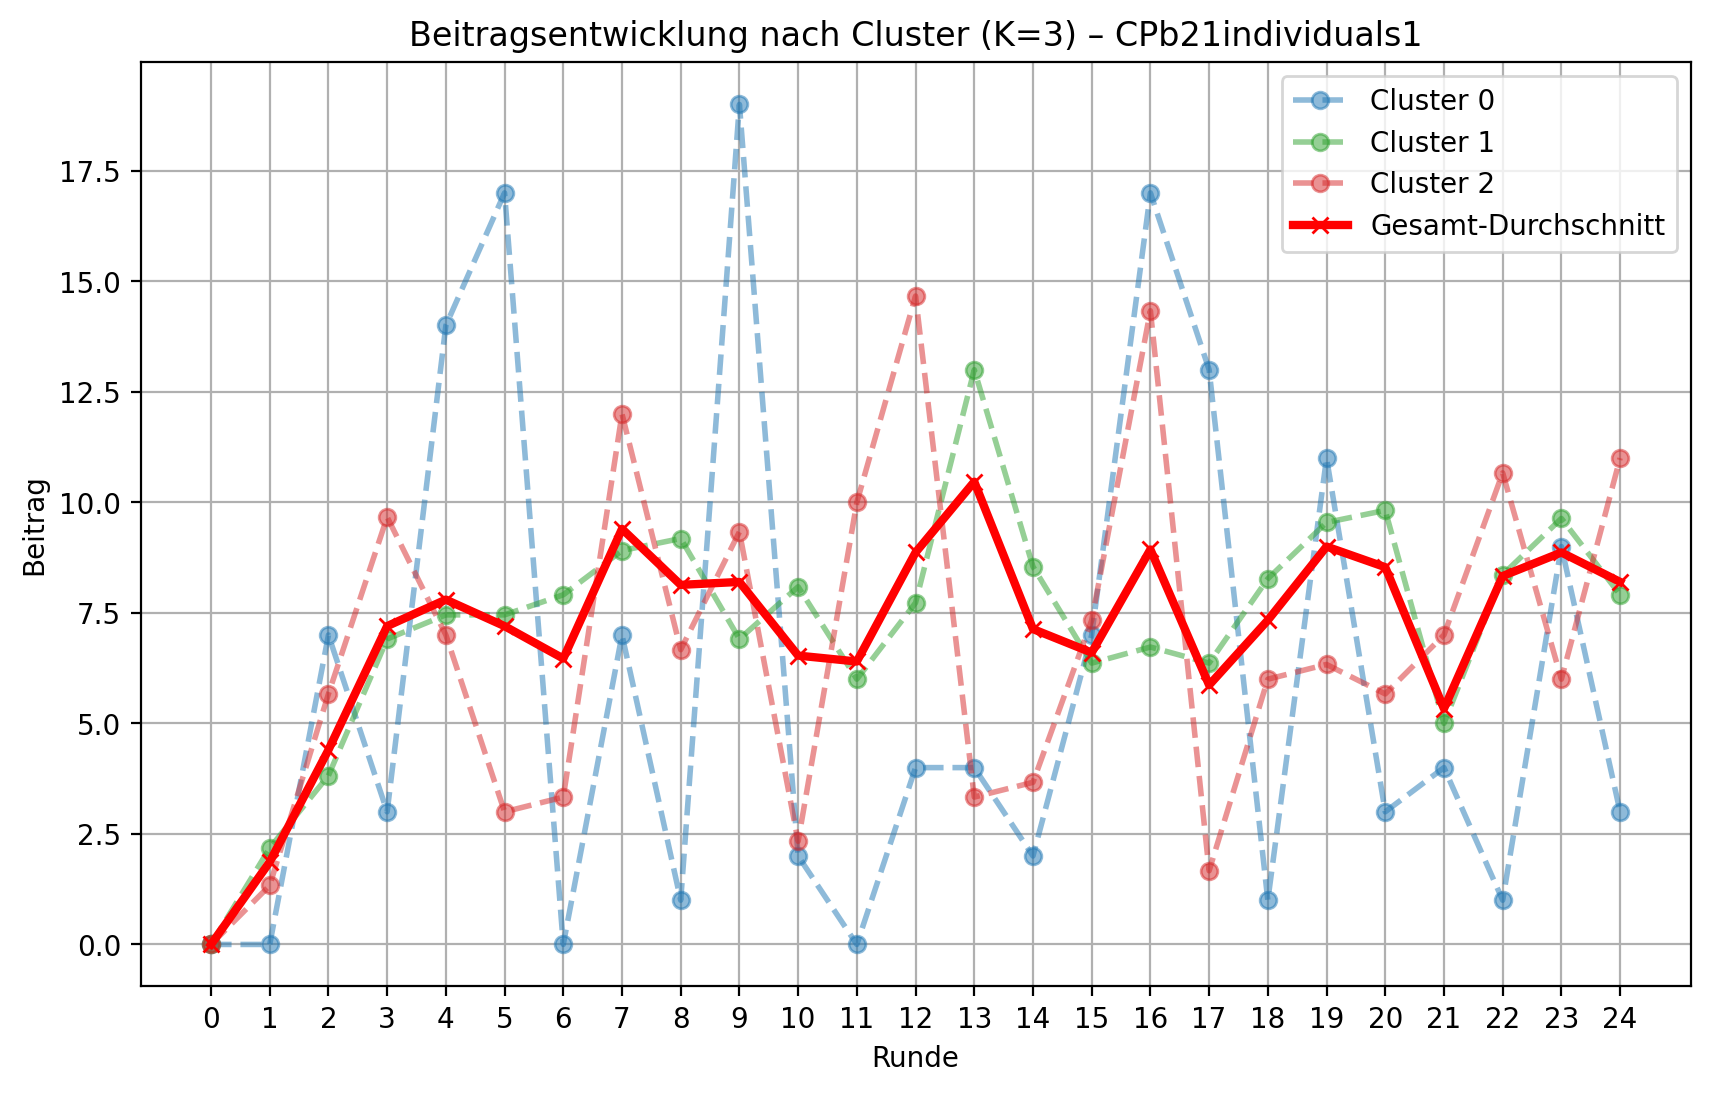 Beitragsentwicklung nach Cluster (K=3) – CPb21individuals1
Cluster 0
Cluster 1
Cluster 2
Gesamt-Durchschnitt
Beitrag
17.5
15.0
12.5
10.0
7.5
5.0
2.5
0.0
0 1 2 3 4 5 6 7 8 9 10 11 12 13 14 15 16 17 18 19 20 21 22 23 24
Runde